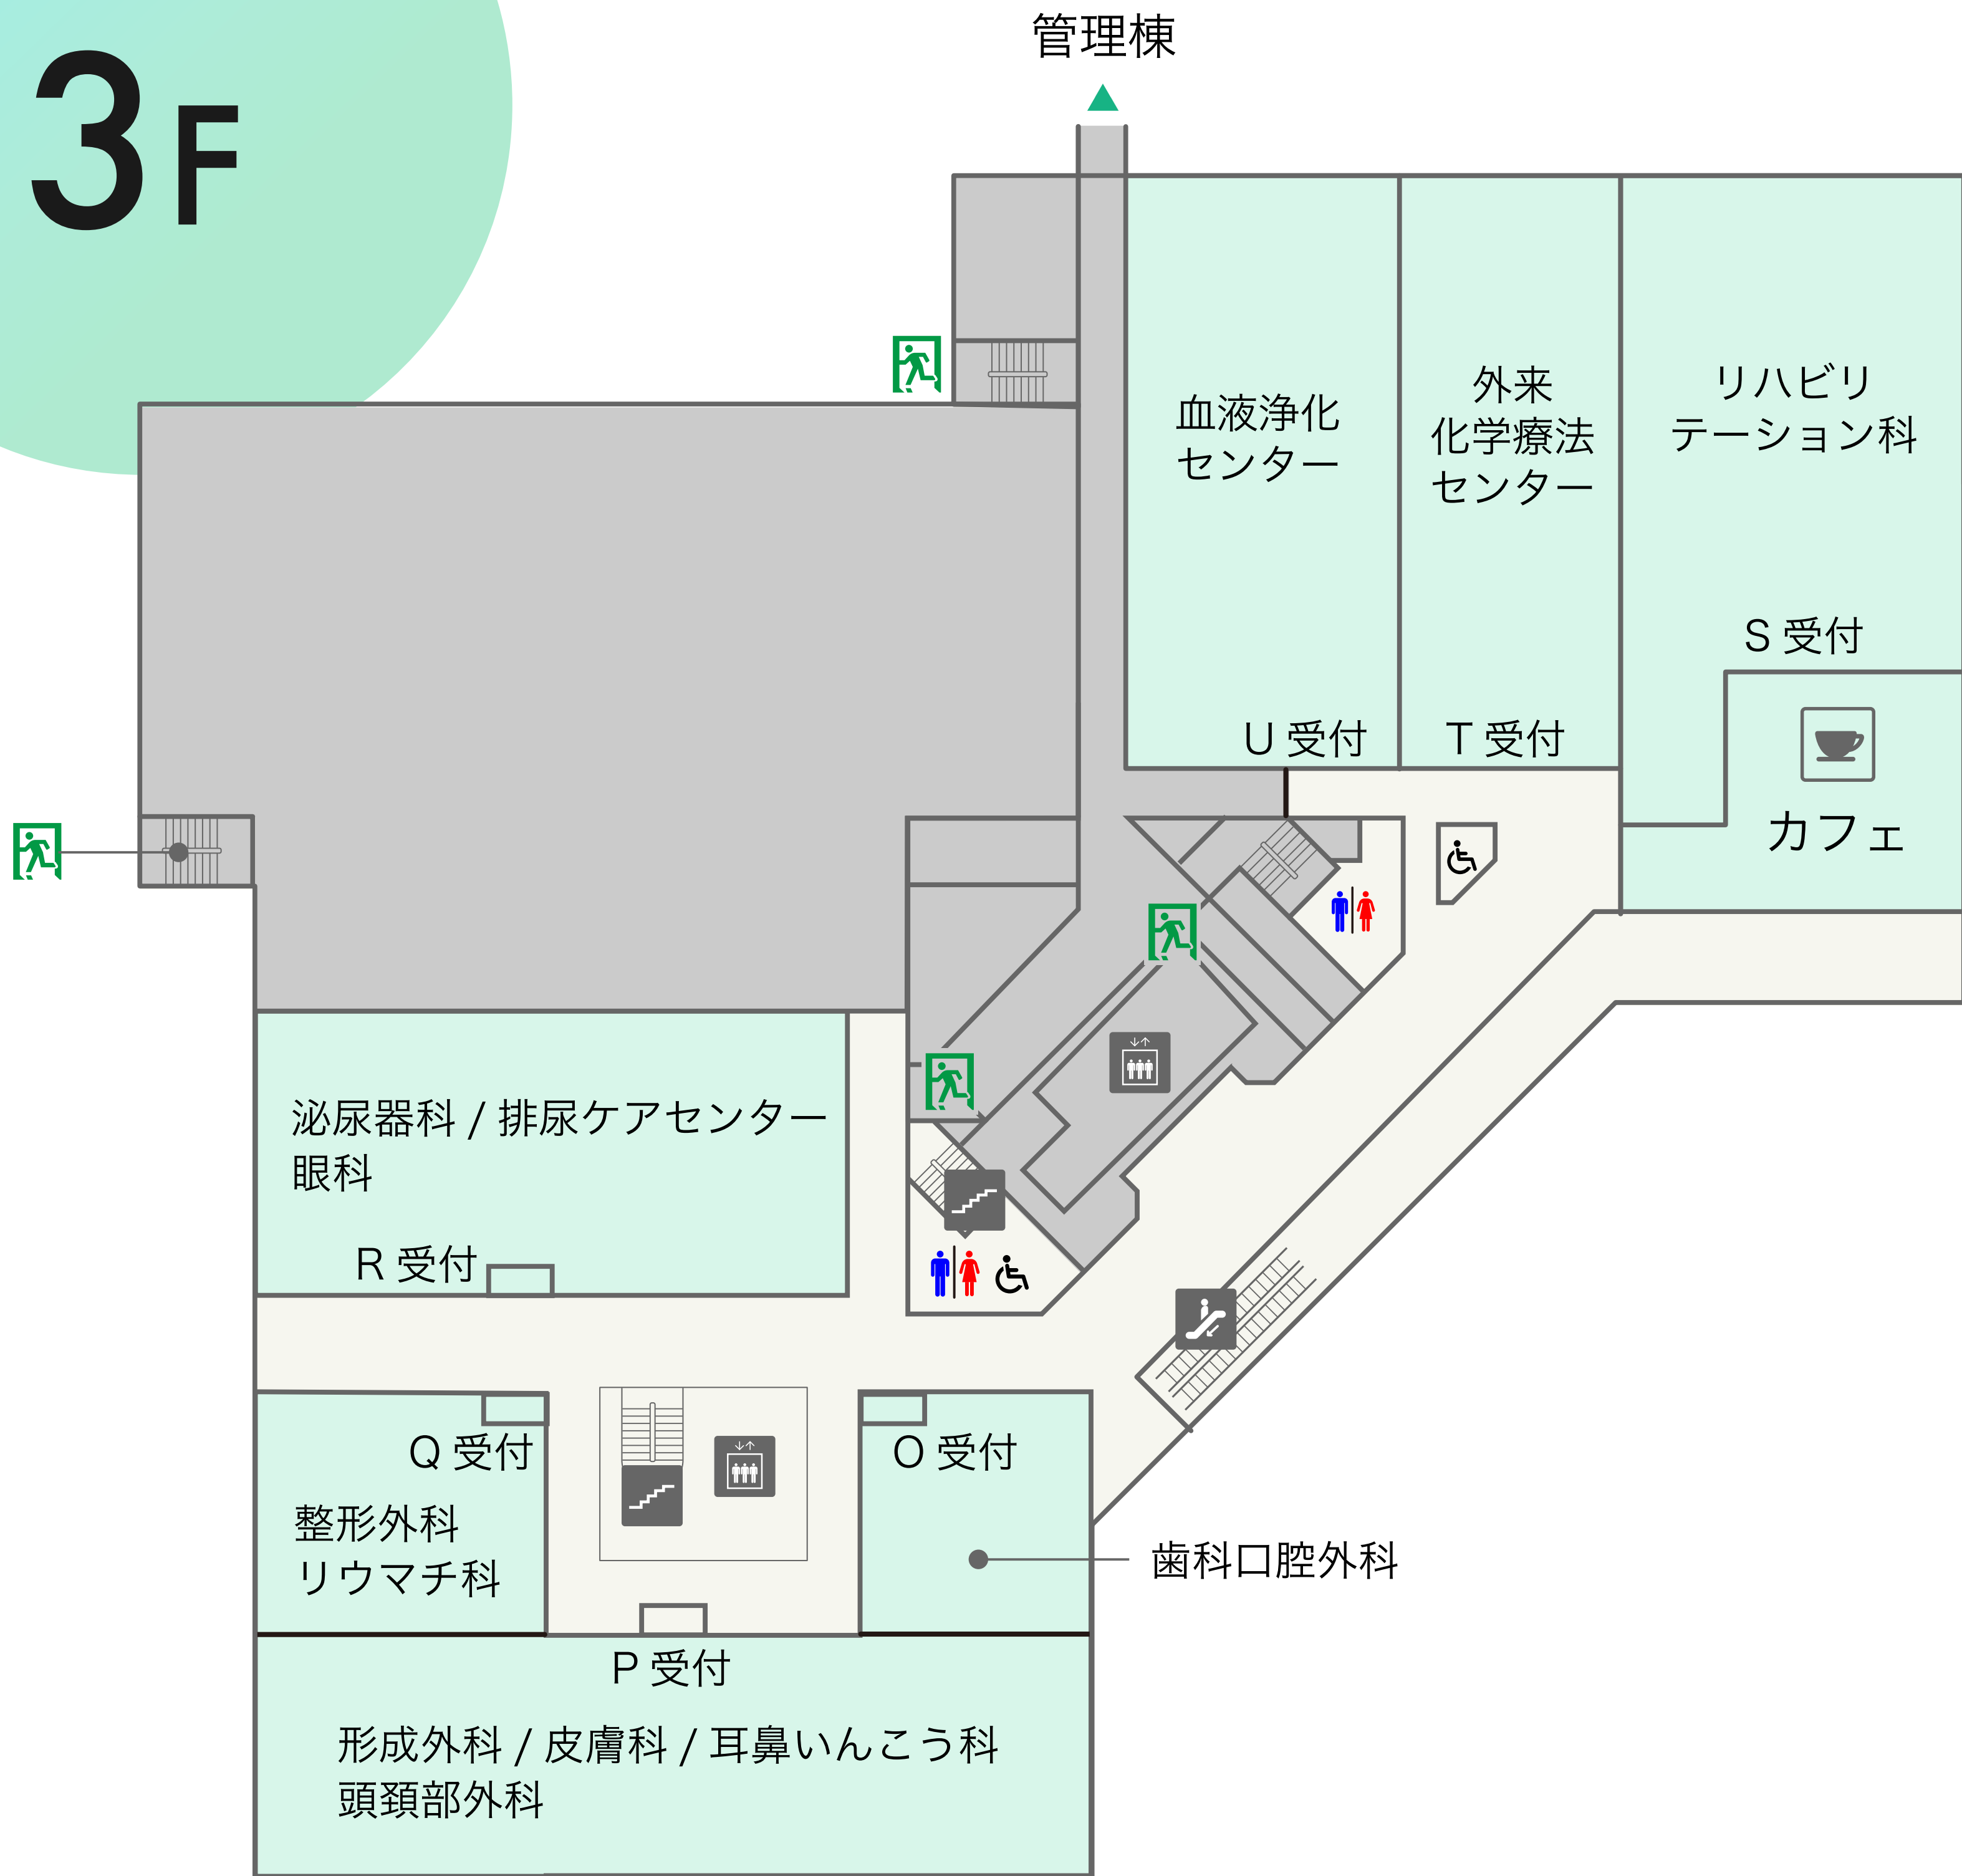 3F
管理棟
血液浄化
センター
U 受付
外来
化学療法
センター
T 受付
リハビリ
テーション科
S 受付
カフェ
泌尿器科 / 排尿ケアセンター
眼科
R 受付
Q 受付
整形外科
リウマチ科
O 受付
歯科口腔外科
P 受付
形成外科 / 皮膚科 / 耳鼻いんこう科
頭頚部外科